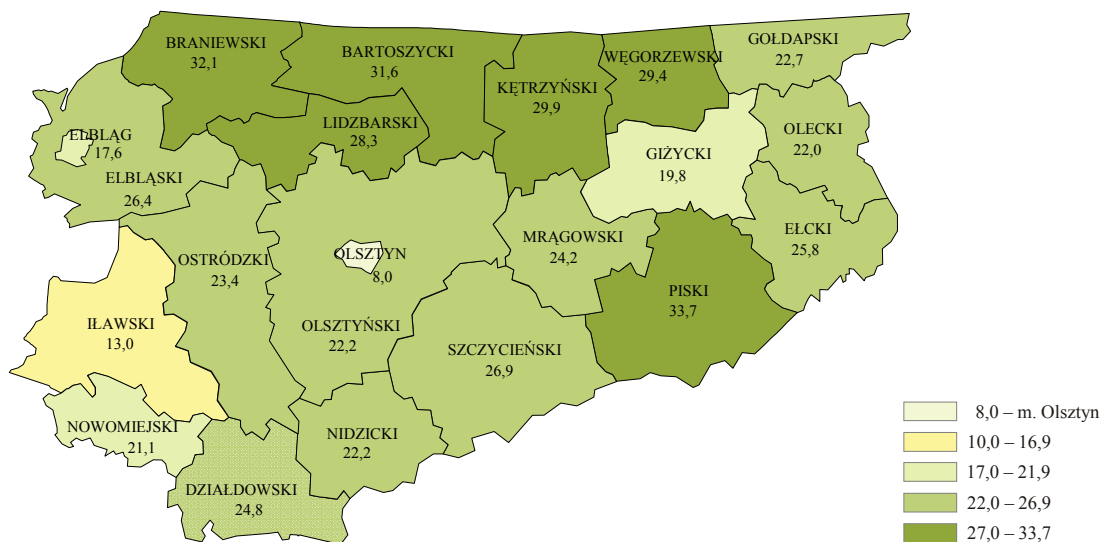 BRANIEWSKI
32,1
BARTOSZYCKI
31,6
KĘTRZYŃSKI
29,9
WĘGORZEWSKI
29,4
GOŁDAPSKI
22,7
LIDZBARSKI
28,3
ELBLĄG
17,6
ELBLĄSKI
26,4
GIŻYCKI
19,8
OLECKI
22,0
EŁCKI
25,8
OSTRÓDZKI
23,4
OLSZTYN
8,0
MRĄGOWSKI
24,2
PISKI
33,7
IŁAWSKI
13,0
OLSZTYŃSKI
22,2
SZCZYCIEŃSKI
26,9
NOWOMIEJSKI
21,1
NIDZICKI
22,2
DZIAŁDOWSKI
24,8
8,0 – m. Olsztyn
10,0 – 16,9
17,0 – 21,9
22,0 – 26,9
27,0 – 33,7